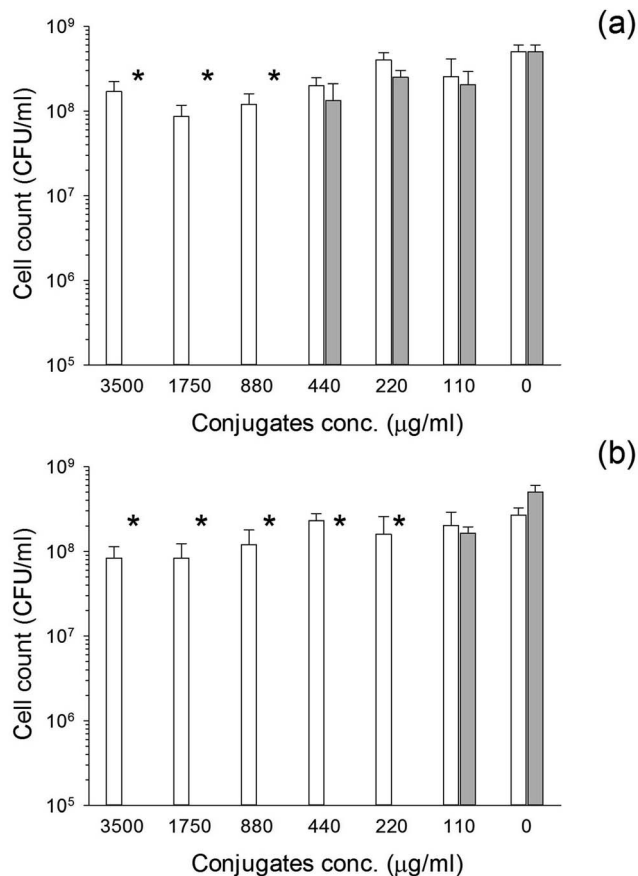 (a)
10⁹
10⁸
10⁷
10⁶
10⁵
Cell count (CFU/ml)
* * *
3500 1750 880 440 220 110 0
Conjugates conc. (μg/ml)
(b)
10⁹
10⁸
10⁷
10⁶
10⁵
Cell count (CFU/ml)
* * * * *
3500 1750 880 440 220 110 0
Conjugates conc. (μg/ml)